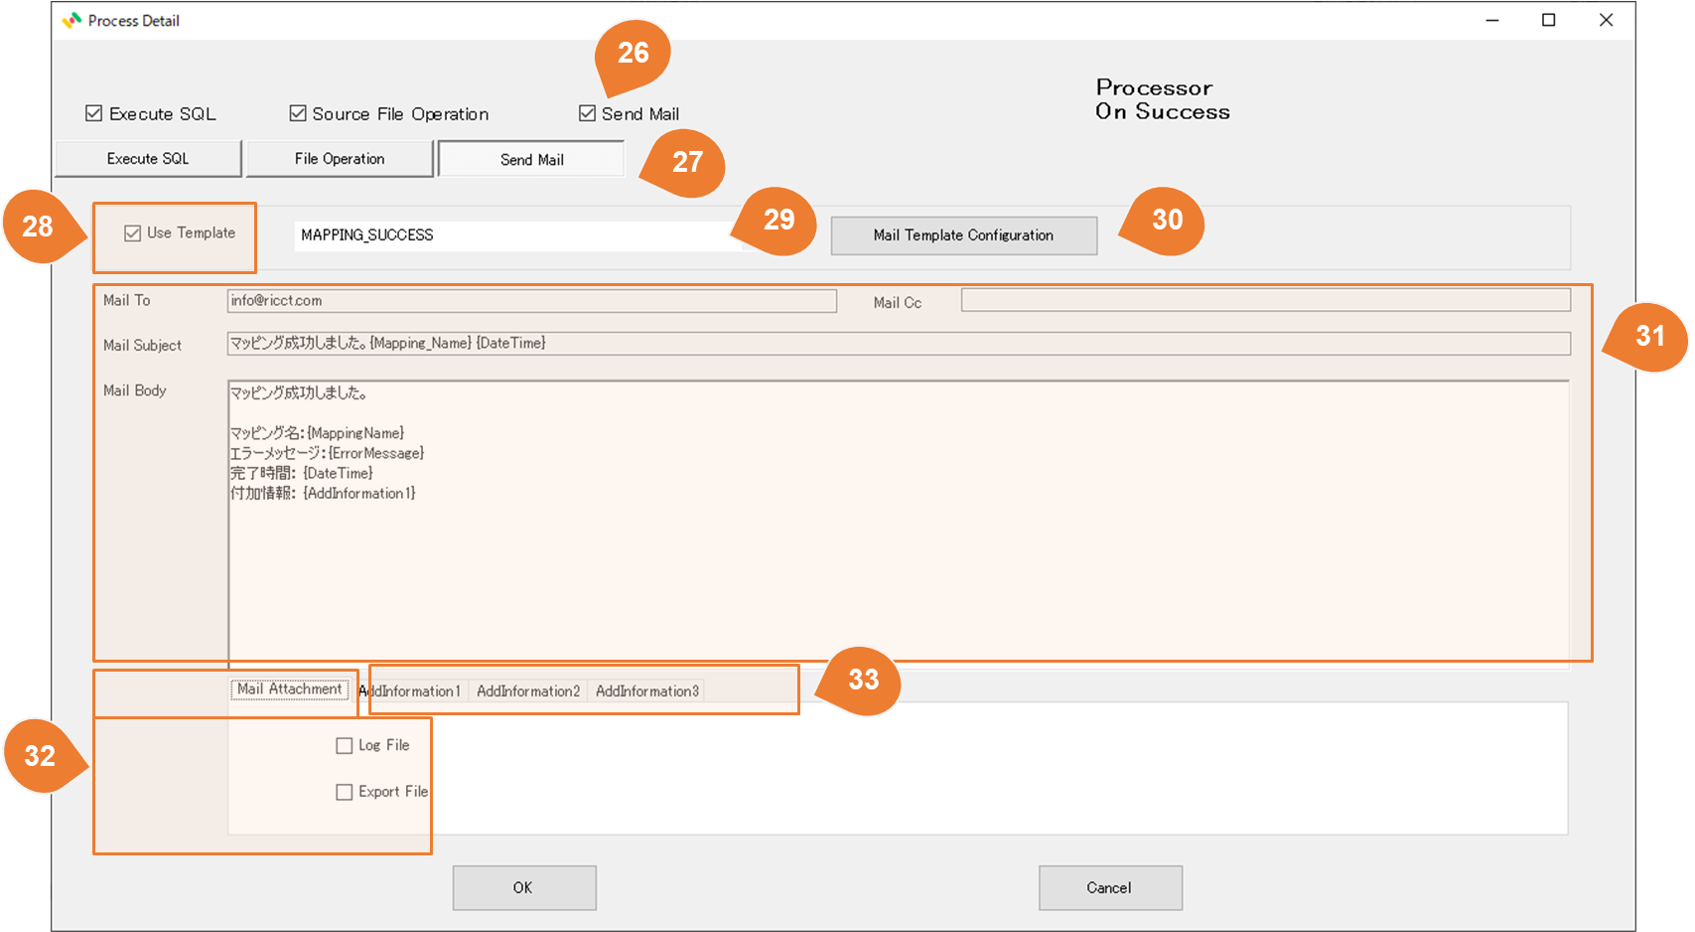 Process Detail
26
Processor
On Success
Execute SQL
Source File Operation
Send Mail
Execute SQL
File Operation
Send Mail
27
28
Use Template
MAPPING_SUCCESS
29
Mail Template Configuration
30
Mail To
info@ricct.com
Mail Cc
31
Mail Subject
マッピング成功しました。{Mapping_Name} {DateTime}
Mail Body
マッピング成功しました。
マッピング名：{MappingName}
エラーメッセージ：{ErrorMessage}
完了時間： {DateTime}
付加情報： {AddInformation1}
Mail Attachment
AddInformation1
AddInformation2
AddInformation3
33
32
Log File
Export File
OK
Cancel